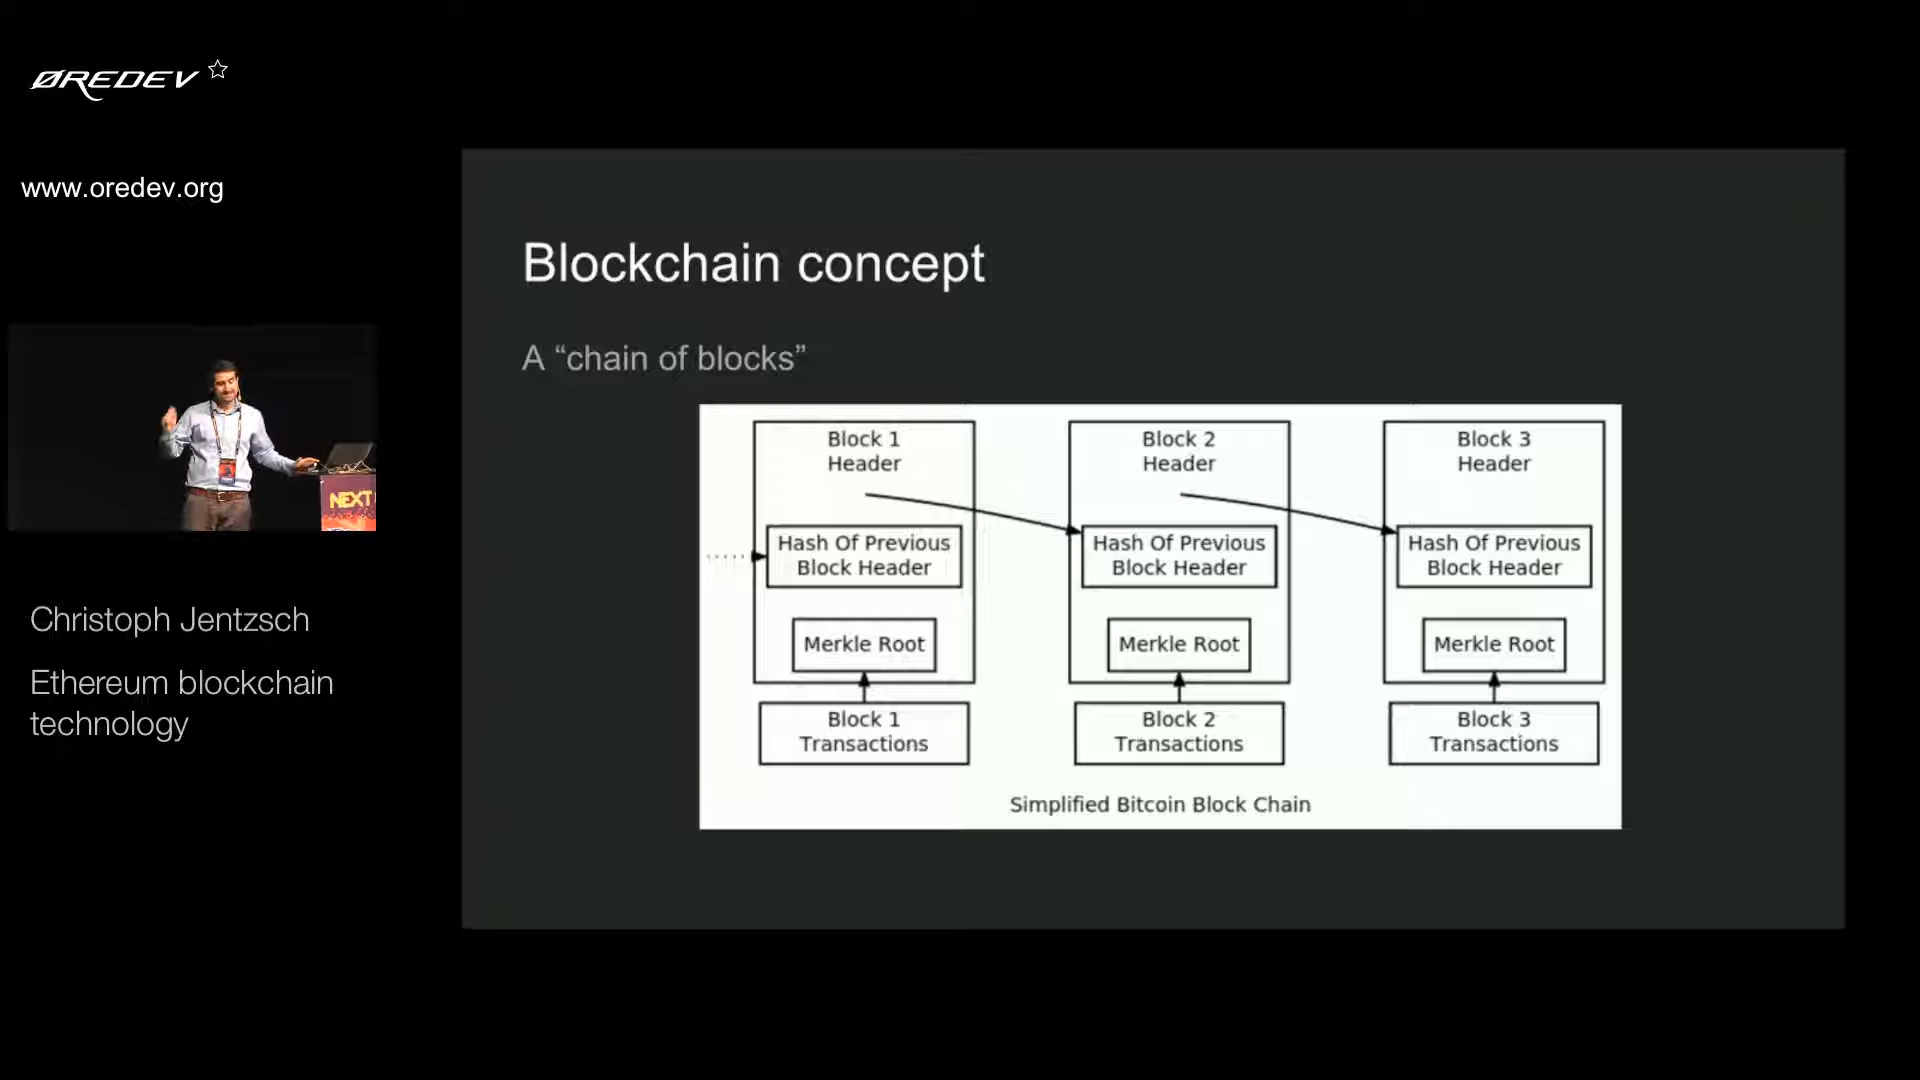 ØREDEV
www.oredev.org
NEXT
Christoph Jentzsch
Ethereum blockchain
technology
Blockchain concept
A “chain of blocks”
Block 1
Header
Hash Of Previous
Block Header
Merkle Root
Block 1
Transactions
Block 2
Header
Hash Of Previous
Block Header
Merkle Root
Block 2
Transactions
Block 3
Header
Hash Of Previous
Block Header
Merkle Root
Block 3
Transactions
Simplified Bitcoin Block Chain